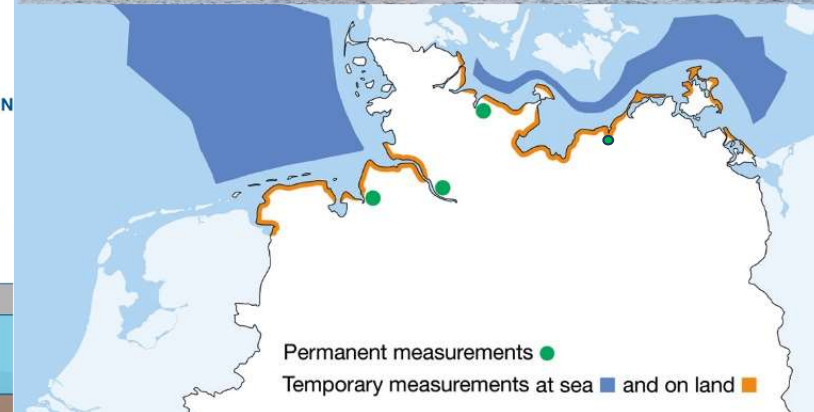 N
Permanent measurements
Temporary measurements at sea and on land